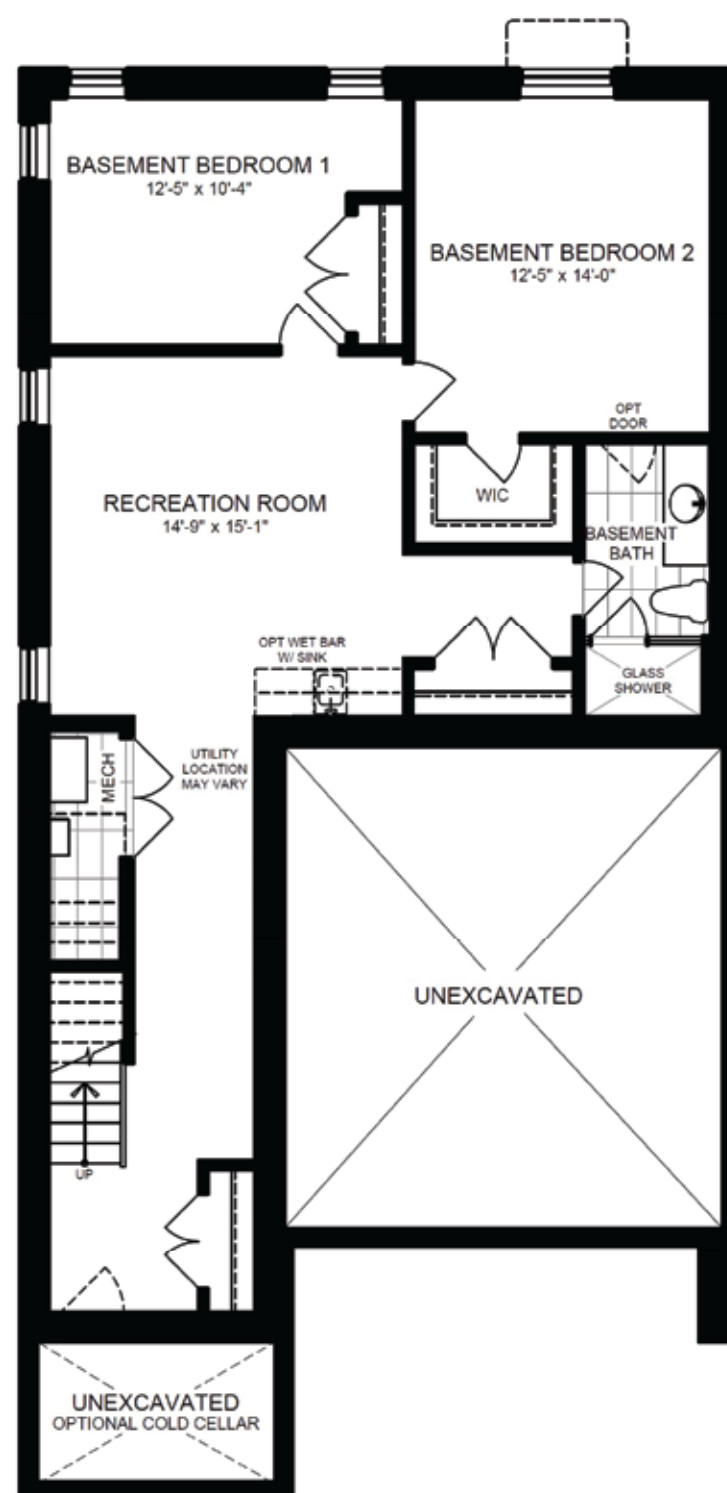 BASEMENT BEDROOM 1
12'-5" x 10'-4"
BASEMENT BEDROOM 2
12'-5" x 14'-0"
OPT
DOOR
RECREATION ROOM
14'-9" x 15'-1"
WIC
BASEMENT
BATH
OPT WET BAR
W/ SINK
GLASS
SHOWER
MECH
UTILITY
LOCATION
MAY VARY
UNEXCAVATED
UP
UNEXCAVATED
OPTIONAL COLD CELLAR